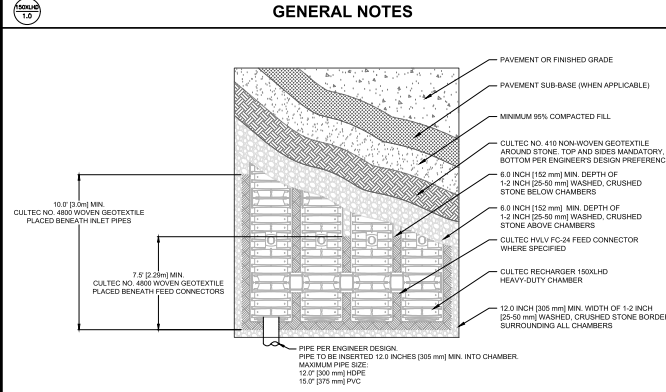 150XLHD
1.0
GENERAL NOTES
PAVEMENT OR FINISHED GRADE
PAVEMENT SUB-BASE (WHEN APPLICABLE)
MINIMUM 95% COMPACTED FILL
CULTEC NO. 410 NON-WOVEN GEOTEXTILE
AROUND STONE. TOP AND SIDES MANDATORY,
BOTTOM PER ENGINEER'S DESIGN PREFERENC
6.0 INCH [152 mm] MIN. DEPTH OF
1-2 INCH [25-50 mm] WASHED, CRUSHED
STONE BELOW CHAMBERS
6.0 INCH [152 mm] MIN. DEPTH OF
1-2 INCH [25-50 mm] WASHED, CRUSHED
STONE ABOVE CHAMBERS
CULTEC HVLV FC-24 FEED CONNECTOR
WHERE SPECIFIED
CULTEC RECHARGER 150XLHD
HEAVY-DUTY CHAMBER
12.0 INCH [305 mm] MIN. WIDTH OF 1-2 INCH
[25-50 mm] WASHED, CRUSHED STONE BORDER
SURROUNDING ALL CHAMBERS
10.0' [3.0m] MIN.
CULTEC NO. 4800 WOVEN GEOTEXTILE
PLACED BENEATH INLET PIPES
7.5' [2.29m] MIN.
CULTEC NO. 4800 WOVEN GEOTEXTILE
PLACED BENEATH FEED CONNECTORS
PIPE PER ENGINEER DESIGN.
PIPE TO BE INSERTED 12.0 INCHES [305 mm] MIN. INTO CHAMBER.
MAXIMUM PIPE SIZE:
12.0" [300 mm] HDPE
15.0" [375 mm] PVC